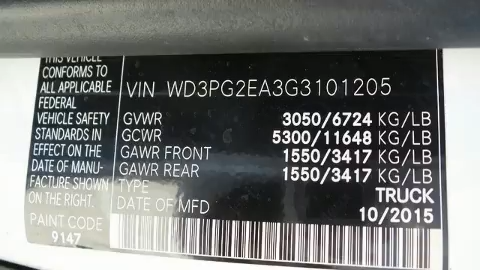 THIS VEHICLE
CONFORMS TO
ALL APPLICABLE
FEDERAL
VEHICLE SAFETY
STANDARDS IN
EFFECT ON THE
DATE OF MANU-
FACTURE SHOWN
ON THE RIGHT.
PAINT CODE
9147
VIN WD3PG2EA3G3101205
GVWR 3050/6724 KG/LB
GCWR 5300/11648 KG/LB
GAWR FRONT 1550/3417 KG/LB
GAWR REAR 1550/3417 KG/LB
TYPE TRUCK
DATE OF MFD 10/2015